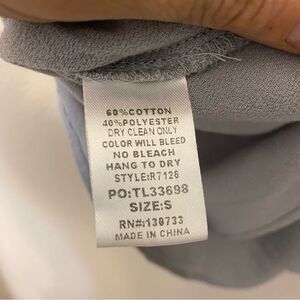 60%COTTON
40%POLYESTER
DRY CLEAN ONLY
COLOR WILL BLEED
NO BLEACH
HANG TO DRY
STYLE:R7126
PO:TL33698
SIZE:S
RN#:130733
MADE IN CHINA